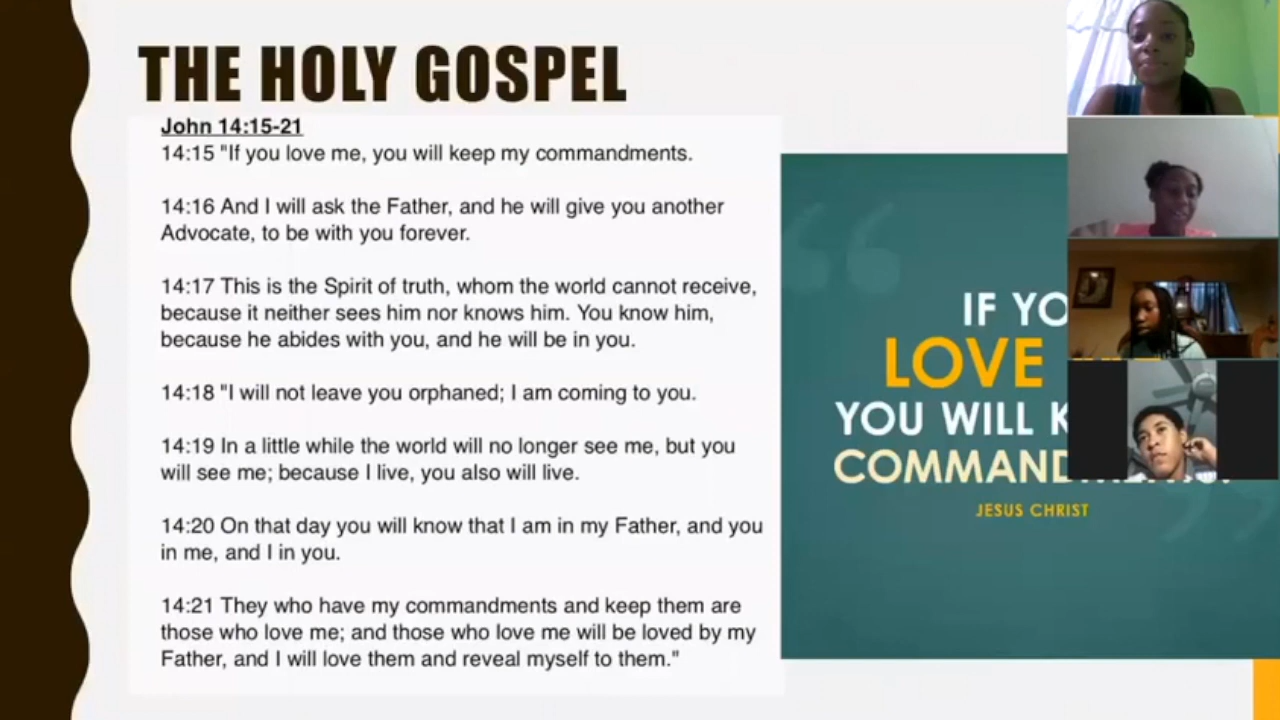 THE HOLY GOSPEL
John 14:15-21
14:15 "If you love me, you will keep my commandments.
14:16 And I will ask the Father, and he will give you another
Advocate, to be with you forever.
14:17 This is the Spirit of truth, whom the world cannot receive,
because it neither sees him nor knows him. You know him,
because he abides with you, and he will be in you.
14:18 "I will not leave you orphaned; I am coming to you.
14:19 In a little while the world will no longer see me, but you
will see me; because I live, you also will live.
14:20 On that day you will know that I am in my Father, and you
in me, and I in you.
14:21 They who have my commandments and keep them are
those who love me; and those who love me will be loved by my
Father, and I will love them and reveal myself to them."
IF
LOVE
YOU WILL
JESUS CHRIST